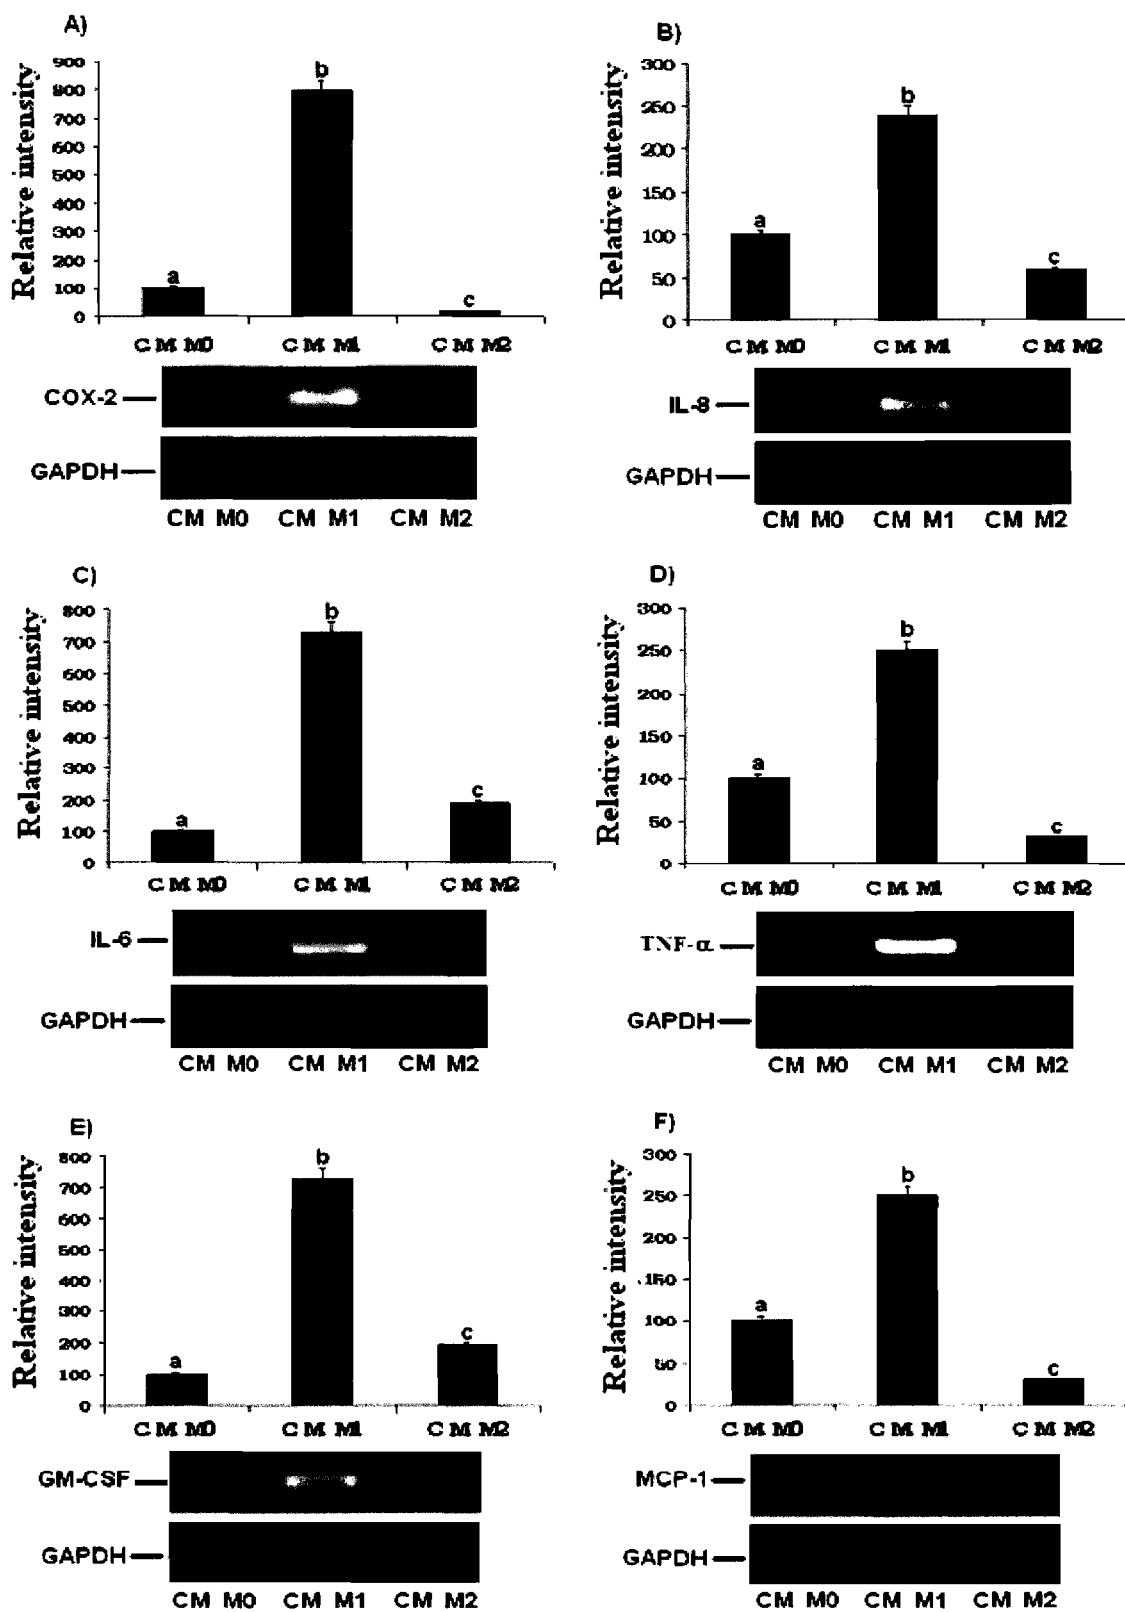 A)
Relative intensity
900
800
700
600
500
400
300
200
100
0
a
b
c
CM M0 CM M1 CM M2
COX-2
GAPDH
CM M0 CM M1 CM M2
B)
Relative intensity
300
250
200
150
100
50
0
a
b
c
CM M0 CM M1 CM M2
IL-8
GAPDH
CM M0 CM M1 CM M2
C)
Relative intensity
800
700
600
500
400
300
200
100
0
a
b
c
CM M0 CM M1 CM M2
IL-6
GAPDH
CM M0 CM M1 CM M2
D)
Relative intensity
300
250
200
150
100
50
0
a
b
c
CM M0 CM M1 CM M2
TNF-α
GAPDH
CM M0 CM M1 CM M2
E)
Relative intensity
800
700
600
500
400
300
200
100
0
a
b
c
CM M0 CM M1 CM M2
GM-CSF
GAPDH
CM M0 CM M1 CM M2
F)
Relative intensity
300
250
200
150
100
50
0
a
b
c
CM M0 CM M1 CM M2
MCP-1
GAPDH
CM M0 CM M1 CM M2